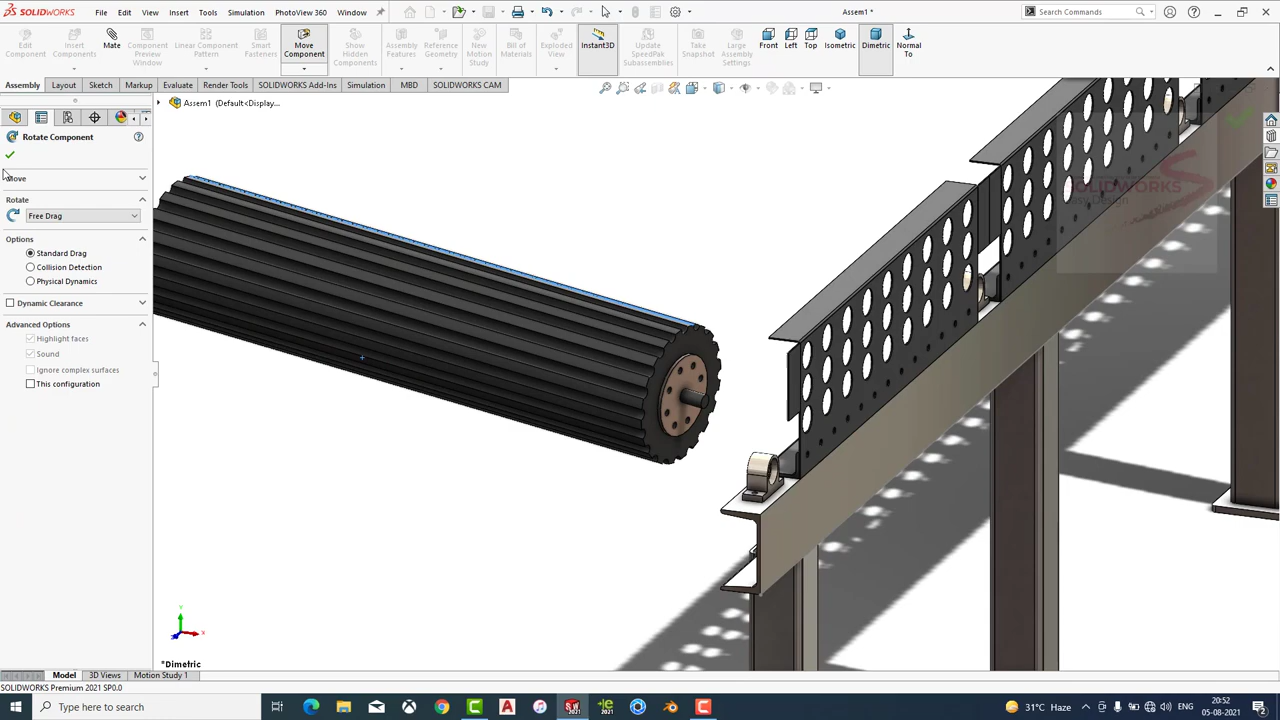 SOLIDWORKS File Edit View Insert Tools Simulation PhotoView 360 Window Assem1 * Search Commands
Edit Component Insert Components Mate Component Preview Window Linear Component Pattern Smart Fasteners Move Component Show Hidden Components Assembly Features Reference Geometry New Motion Study Bill of Materials Exploded View Instant3D Update SpeedPak Subassemblies Take Snapshot Large Assembly Settings Front Left Top Isometric Dimetric Normal To
Assembly Layout Sketch Markup Evaluate Render Tools SOLIDWORKS Add-Ins Simulation MBD SOLIDWORKS CAM
Assem1 (Default<Display...
Rotate Component
Move
Rotate
Free Drag
Options
Standard Drag
Collision Detection
Physical Dynamics
Dynamic Clearance
Advanced Options
Highlight faces
Sound
Ignore complex surfaces
This configuration
SOLIDWORKS
Design
Y
X
*Dimetric
Model 3D Views Motion Study 1
SOLIDWORKS Premium 2021 SP0.0
Type here to search
2021
2021
31°C Haze ENG 20:52
05-08-2021
2